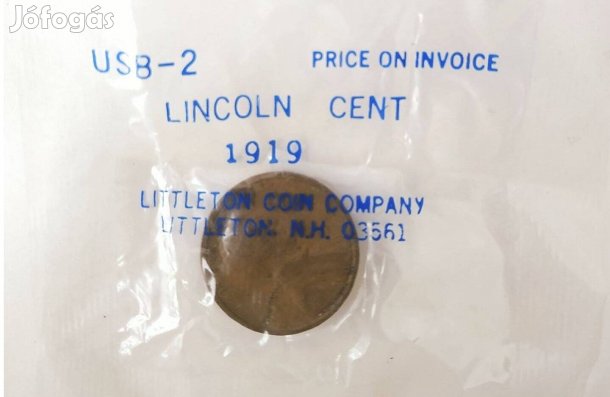 Jófogás
USB-2 PRICE ON INVOICE
LINCOLN CENT
1919
LITTLETON COIN COMPANY
LITTLETON, N.H. 03561